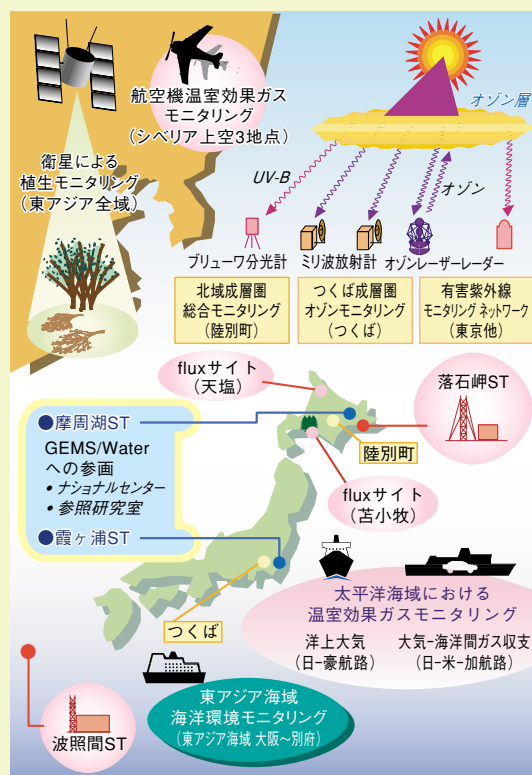 航空機温室効果ガス
モニタリング
（シベリア上空3地点）
オゾン層
衛星による
植生モニタリング
（東アジア全域）
UV-B
オゾン
ブリューワ分光計
ミリ波放射計
オゾンレーザーレーダー
北域成層圏
総合モニタリング
（陸別町）
つくば成層圏
オゾンモニタリング
（つくば）
有害紫外線
モニタリング ネットワーク
（東京他）
fluxサイト
（天塩）
落石岬ST
●摩周湖ST
GEMS/Water
への参画
• ナショナルセンター
• 参照研究室
●霞ヶ浦ST
陸別町
fluxサイト
（苫小牧）
太平洋海域における
温室効果ガスモニタリング
洋上大気
（日−豪航路）
大気−海洋間ガス収支
（日−米−加航路）
つくば
東アジア海域
海洋環境モニタリング
（東アジア海域 大阪〜別府）
波照間ST